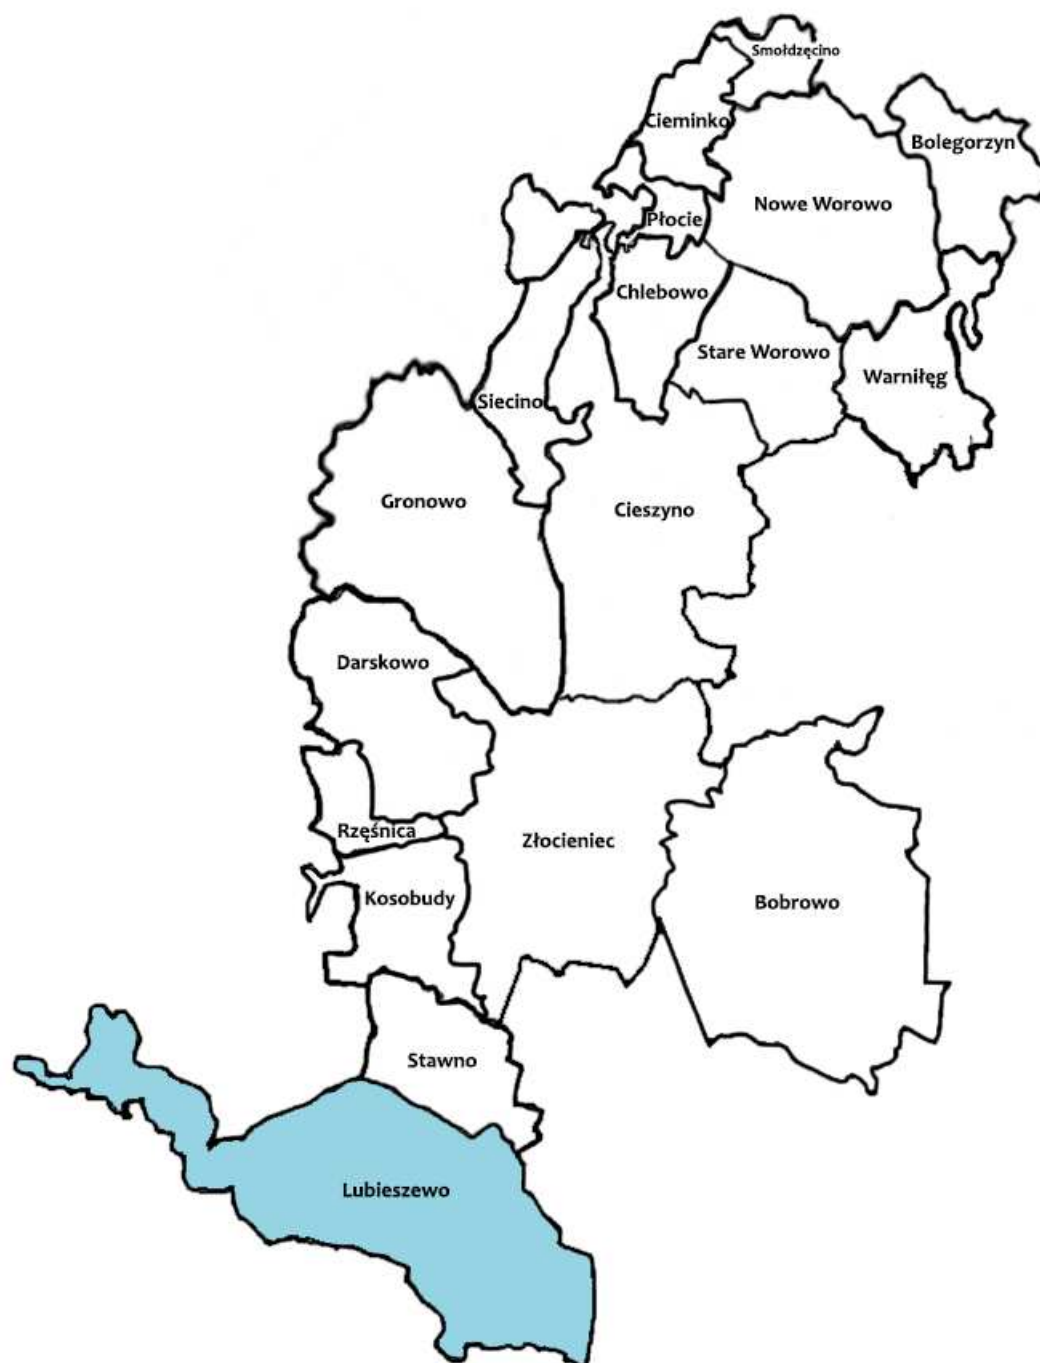 Smołdzęcino
Cieminko
Bolegorzyn
Nowe Worowo
Płocie
Chlebowo
Stare Worowo
Warniłęg
Siecino
Gronowo
Cieszyno
Darskowo
Rzęśnica
Złocieniec
Kosobudy
Bobrowo
Stawno
Lubieszewo